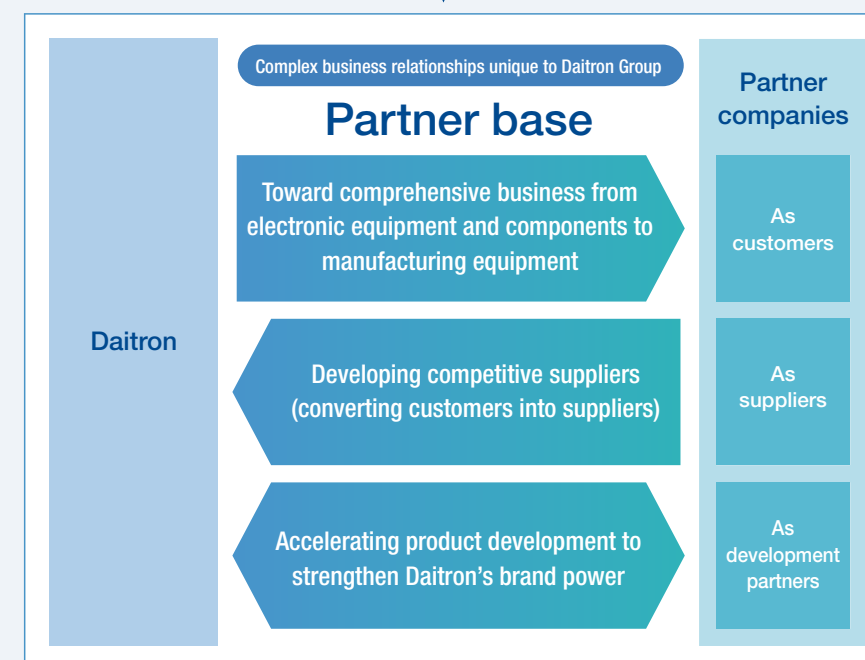 Complex business relationships unique to Daitron Group
Partner base
Daitron
Toward comprehensive business from
electronic equipment and components to
manufacturing equipment
Developing competitive suppliers
(converting customers into suppliers)
Accelerating product development to
strengthen Daitron’s brand power
Partner
companies
As
customers
As
suppliers
As
development
partners